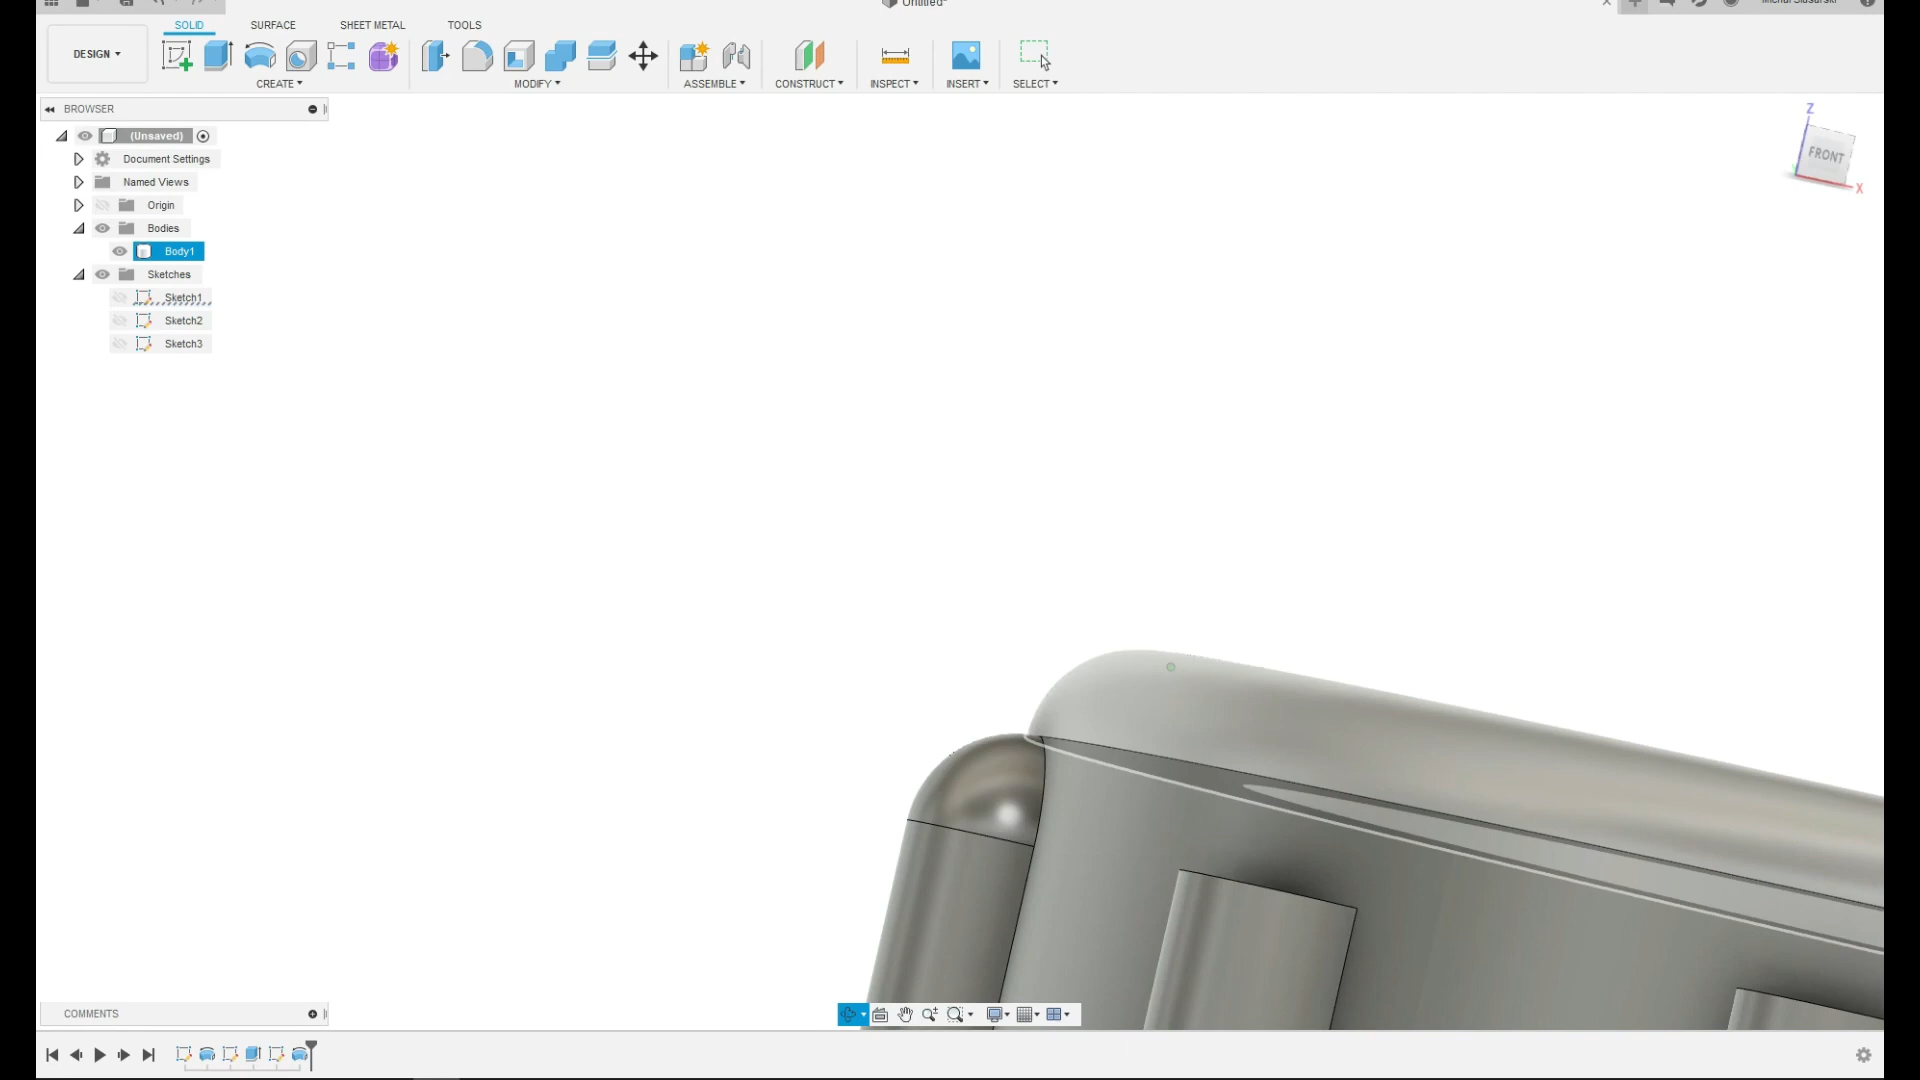 Untitled*
SOLID SURFACE SHEET METAL TOOLS
DESIGN
CREATE MODIFY ASSEMBLE CONSTRUCT INSPECT INSERT SELECT
BROWSER
(Unsaved)
Document Settings
Named Views
Origin
Bodies
Body1
Sketches
Sketch1
Sketch2
Sketch3
Z
FRONT
X
COMMENTS